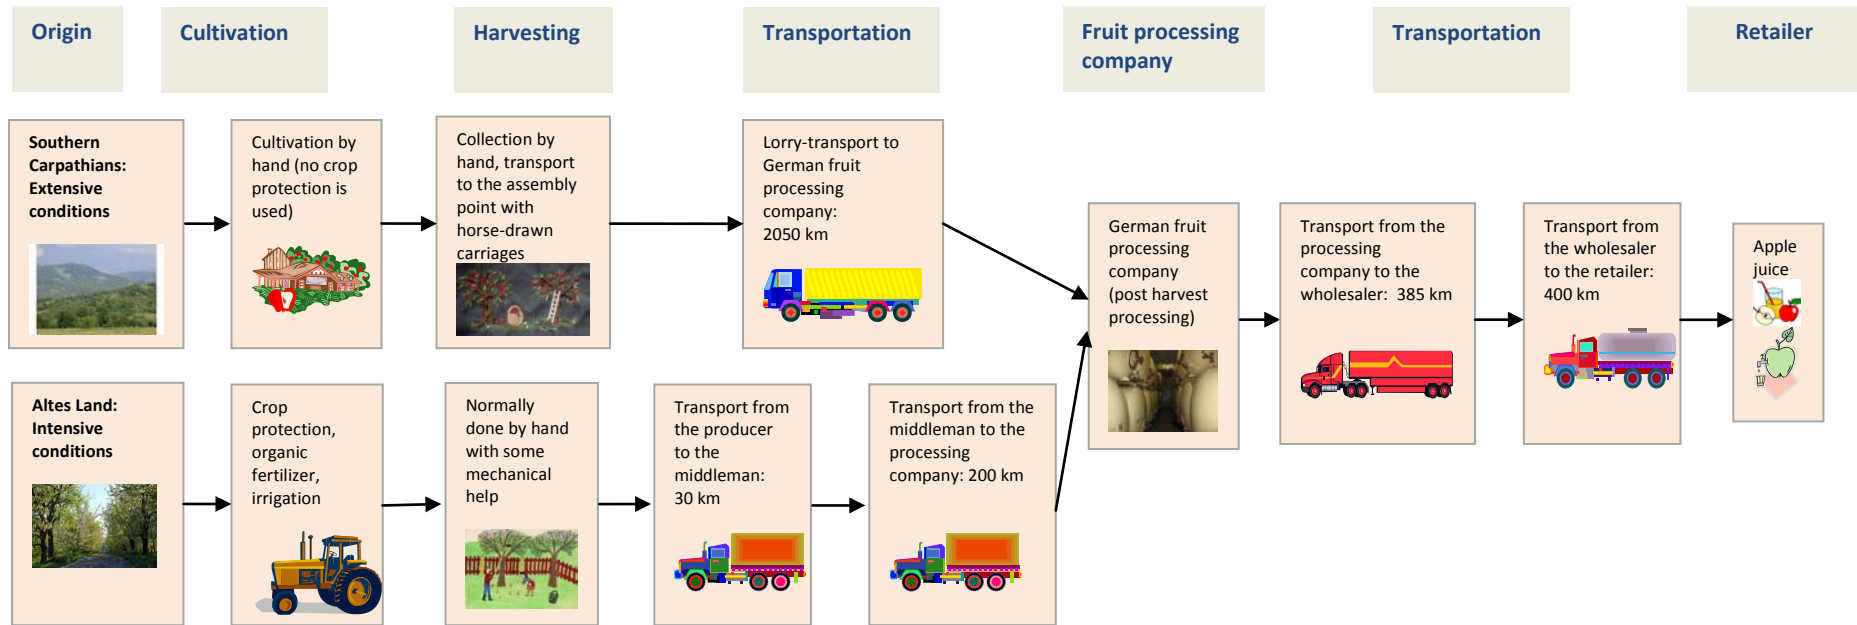 Origin
Cultivation
Harvesting
Transportation
Fruit processing
company
Transportation
Retailer
Southern
Carpathians:
Extensive
conditions
Cultivation by
hand (no crop
protection is
used)
Collection by
hand, transport
to the assembly
point with
horse-drawn
carriages
Lorry-transport to
German fruit
processing
company:
2050 km
German fruit
processing
company
(post harvest
processing)
Transport from the
processing
company to the
wholesaler: 385 km
Transport from
the wholesaler
to the retailer:
400 km
Apple
juice
Altes Land:
Intensive
conditions
Crop
protection,
organic
fertilizer,
irrigation
Normally
done by hand
with some
mechanical
help
Transport from
the producer
to the
middleman:
30 km
Transport from the
middleman to the
processing
company: 200 km